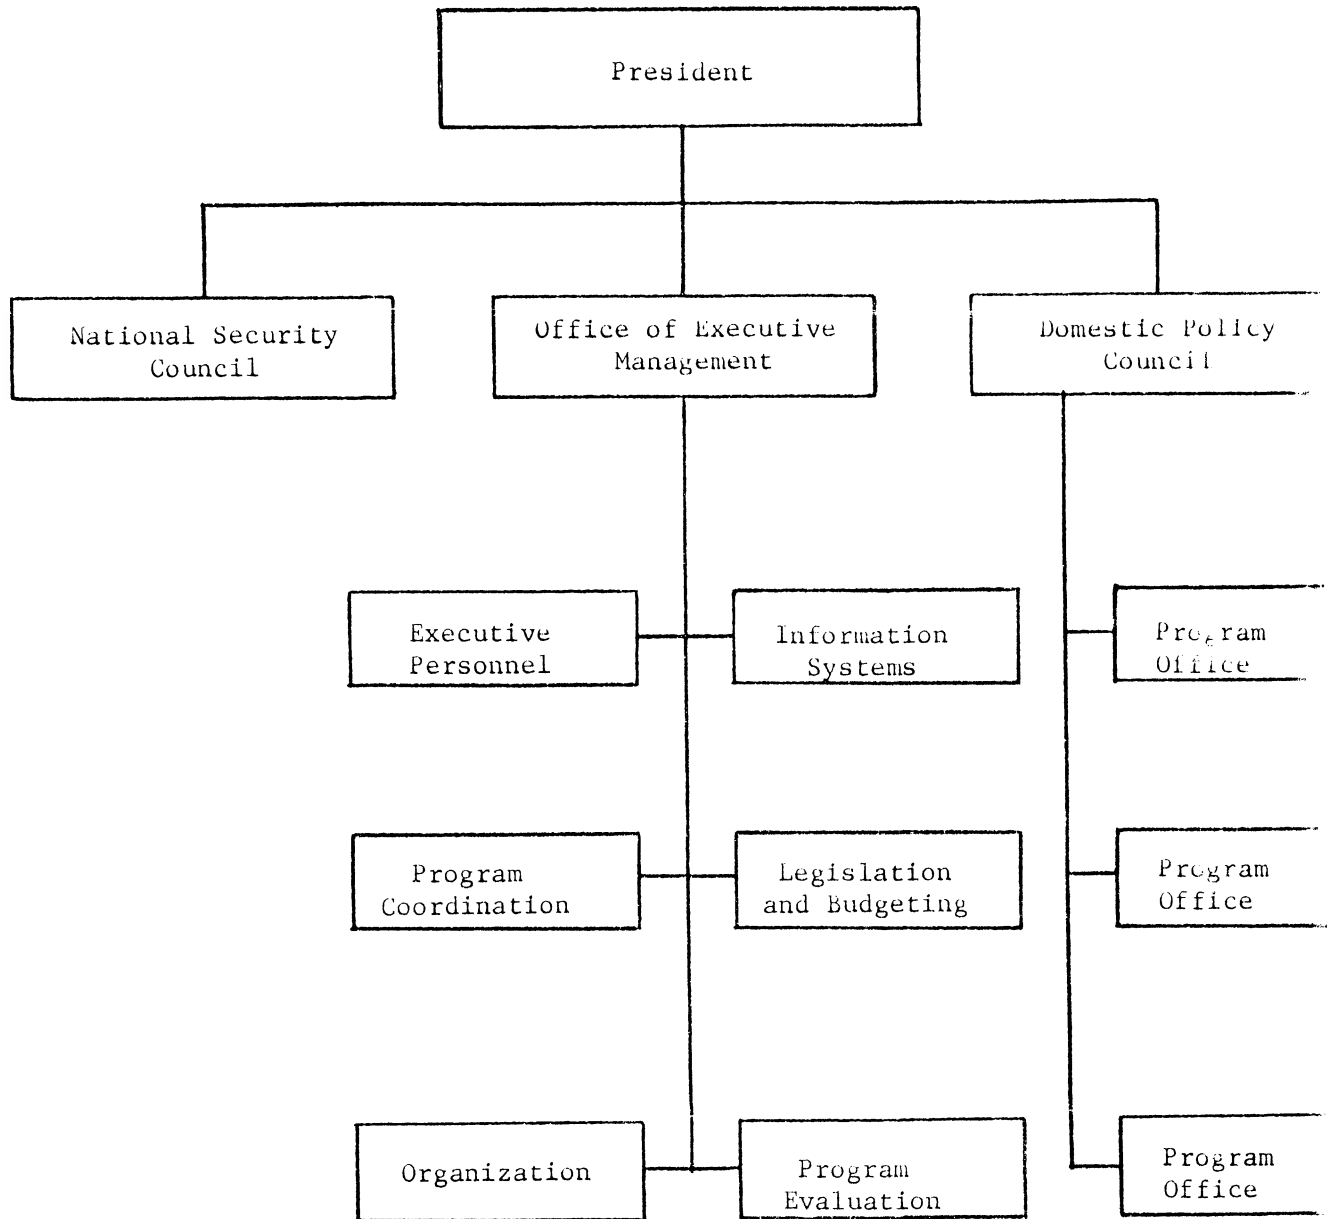 President
National Security
Council
Office of Executive
Management
Domestic Policy
Council
Executive
Personnel
Information
Systems
Program
Office
Program
Coordination
Legislation
and Budgeting
Program
Office
Organization
Program
Evaluation
Program
Office